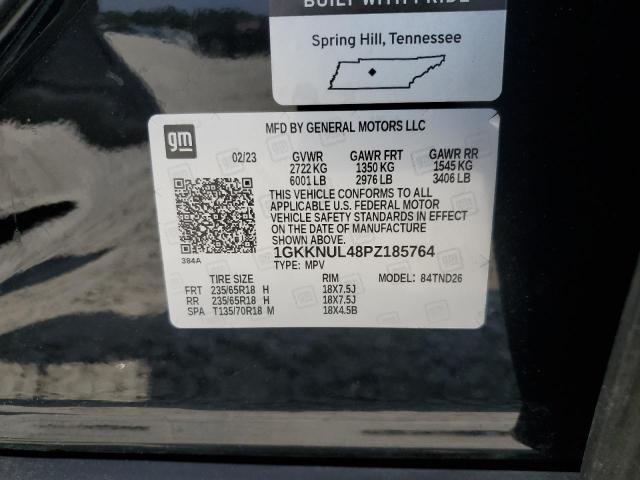 BUILT WITH PRIDE
Spring Hill, Tennessee
gm
MFD BY GENERAL MOTORS LLC
02/23 GVWR GAWR FRT GAWR RR
2722 KG 1350 KG 1545 KG
6001 LB 2976 LB 3406 LB
THIS VEHICLE CONFORMS TO ALL
APPLICABLE U.S. FEDERAL MOTOR
VEHICLE SAFETY STANDARDS IN EFFECT
ON THE DATE OF MANUFACTURE
SHOWN ABOVE.
384A
1GKKNUL48PZ185764
TYPE: MPV
TIRE SIZE RIM MODEL: 84TND26
FRT 235/65R18 H 18X7.5J
RR 235/65R18 H 18X7.5J
SPA T135/70R18 M 18X4.5B